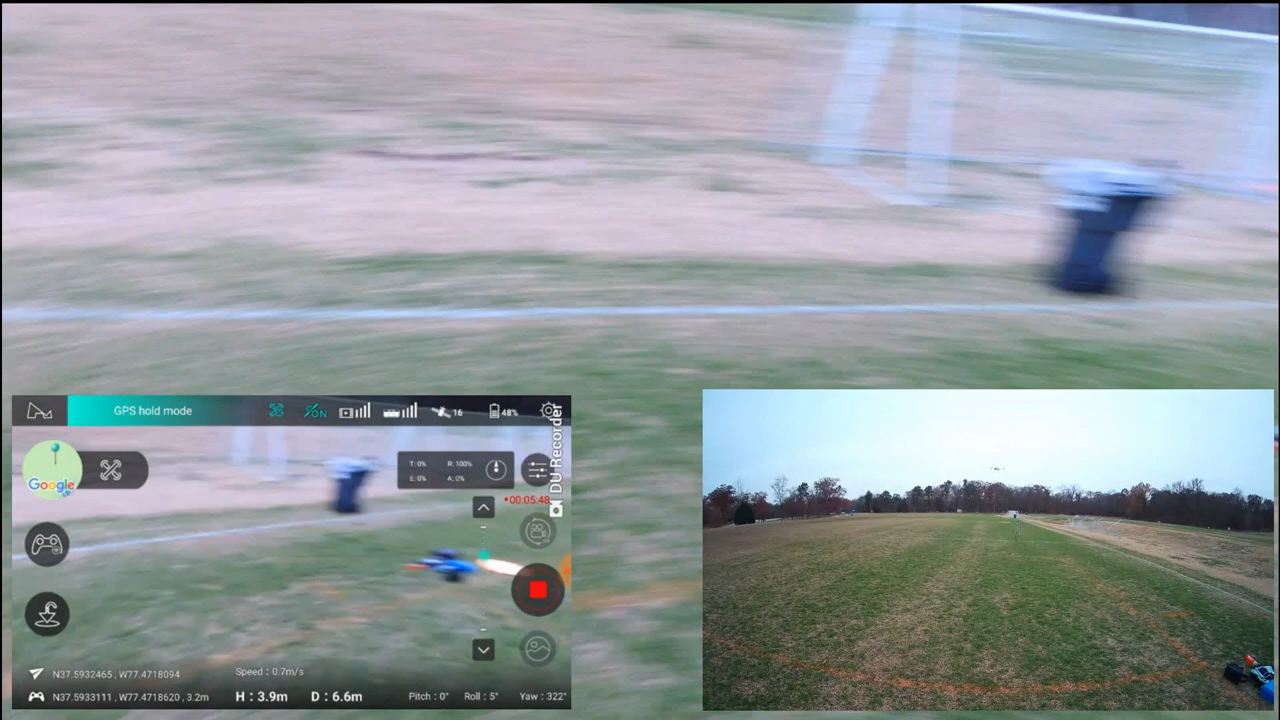 GPS hold mode
ON
16
48%
Google
T: 0% R: 100%
E: 0% A: 0%
DU Recorder
00:05:48
N37.5932465, W77.4718094
Speed : 0.7m/s
N37.5933111, W77.4718620 , 3.2m
H : 3.9m D : 6.6m
Pitch : 0° Roll : 5° Yaw : 322°